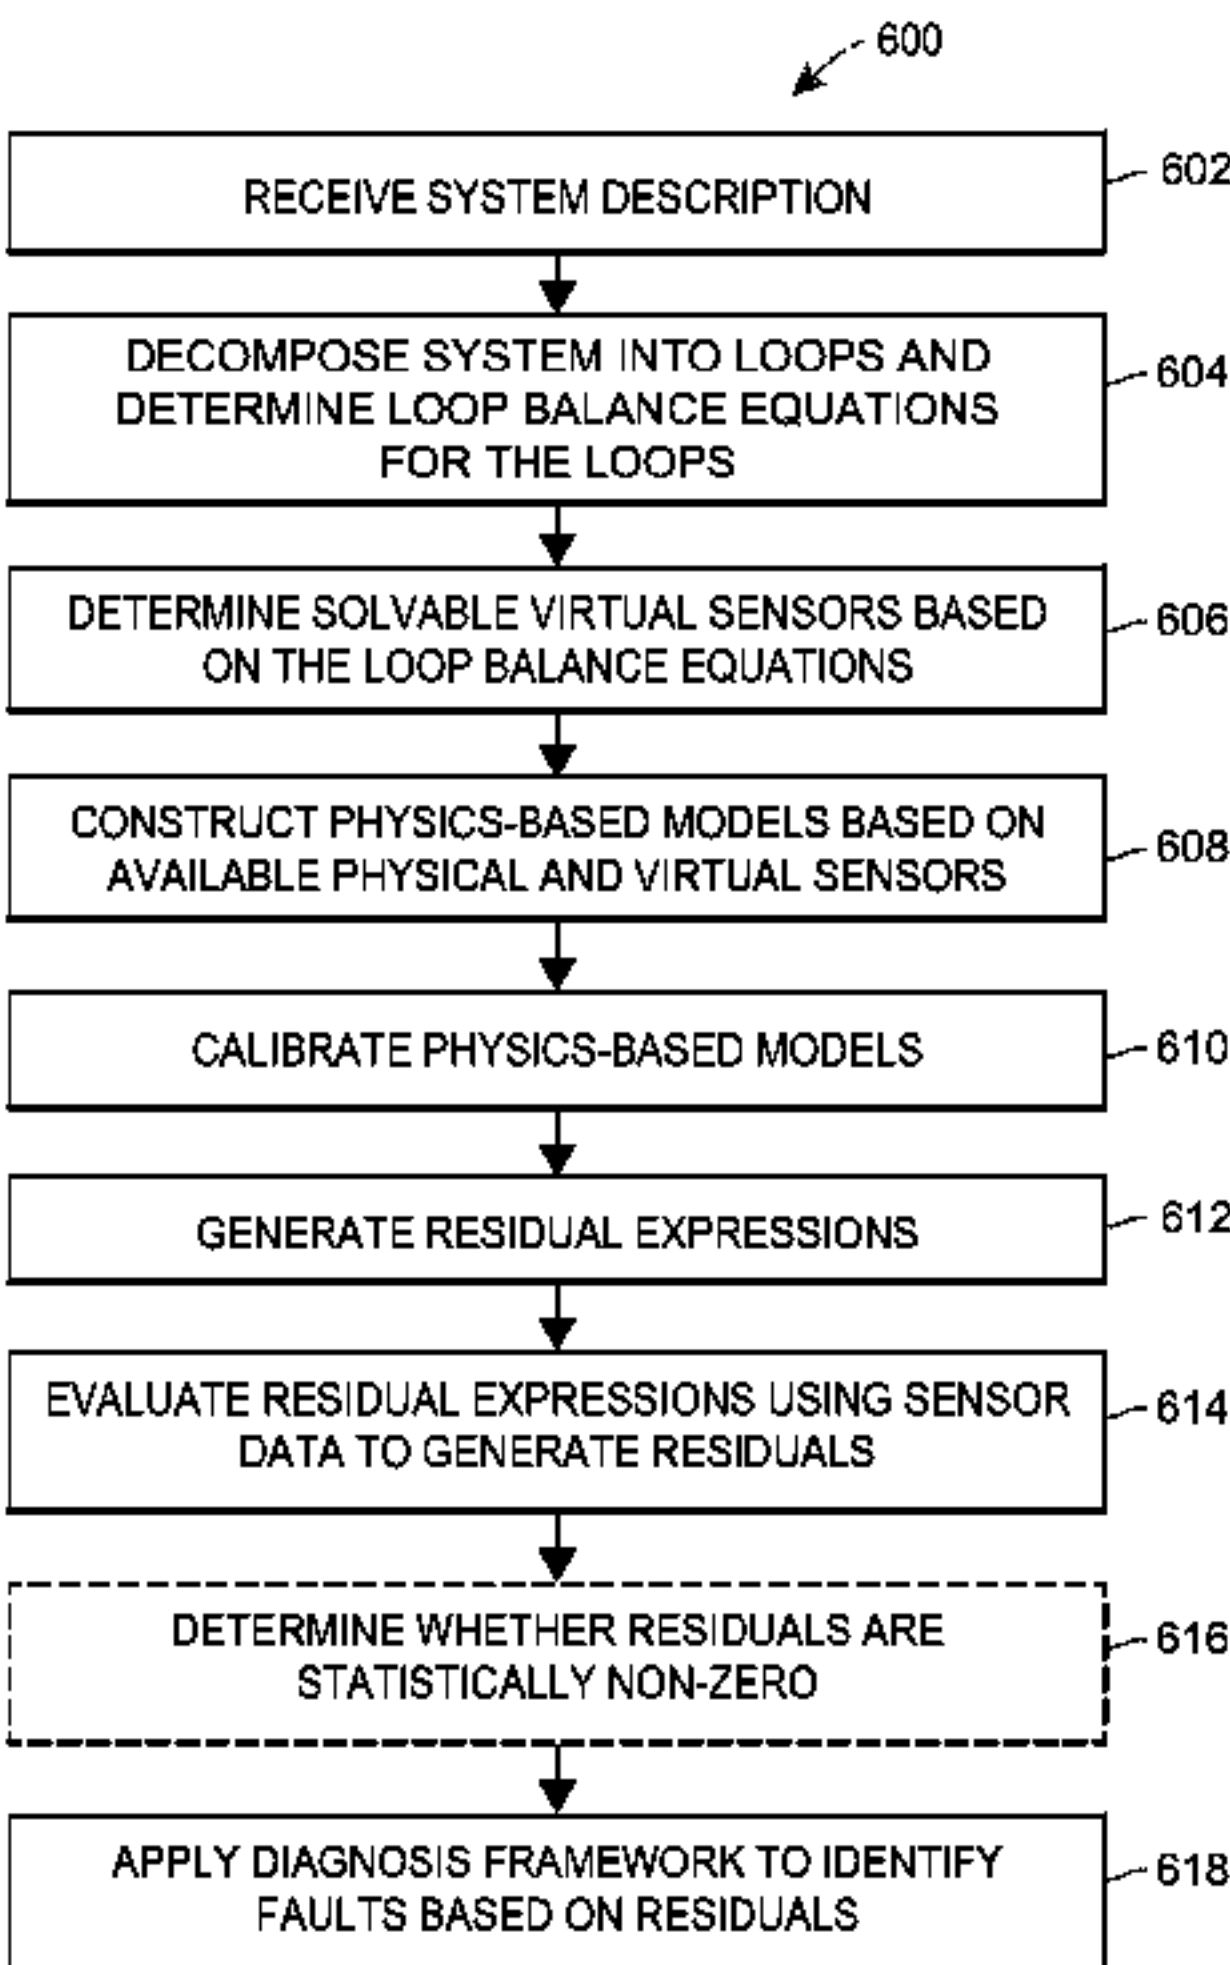 600
RECEIVE SYSTEM DESCRIPTION
602
DECOMPOSE SYSTEM INTO LOOPS AND
DETERMINE LOOP BALANCE EQUATIONS
FOR THE LOOPS
604
DETERMINE SOLVABLE VIRTUAL SENSORS BASED
ON THE LOOP BALANCE EQUATIONS
606
CONSTRUCT PHYSICS-BASED MODELS BASED ON
AVAILABLE PHYSICAL AND VIRTUAL SENSORS
608
CALIBRATE PHYSICS-BASED MODELS
610
GENERATE RESIDUAL EXPRESSIONS
612
EVALUATE RESIDUAL EXPRESSIONS USING SENSOR
DATA TO GENERATE RESIDUALS
614
DETERMINE WHETHER RESIDUALS ARE
STATISTICALLY NON-ZERO
616
APPLY DIAGNOSIS FRAMEWORK TO IDENTIFY
FAULTS BASED ON RESIDUALS
618